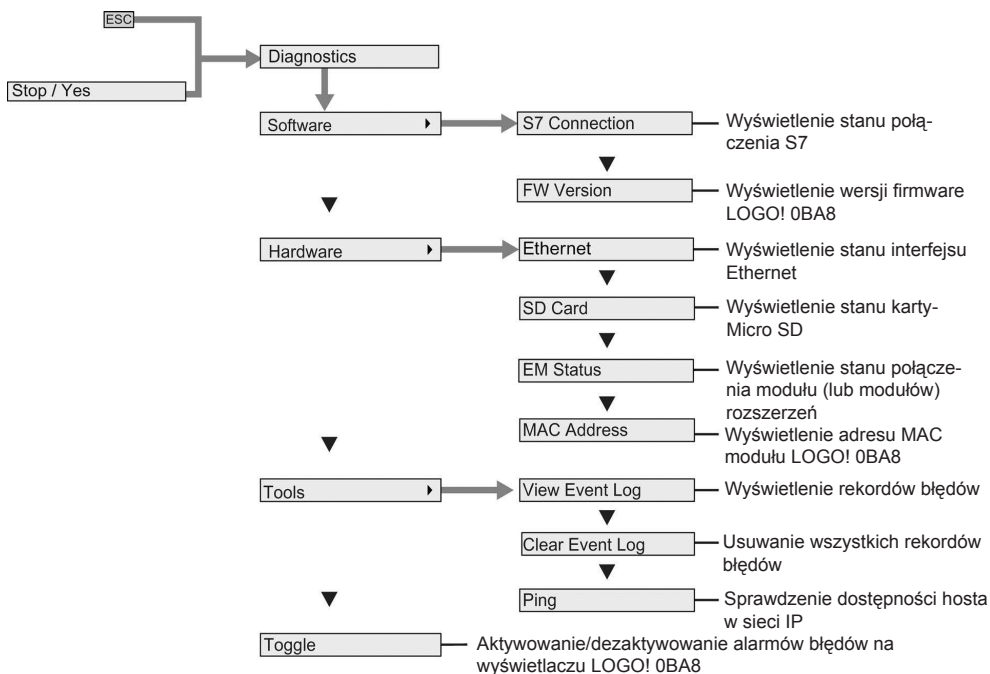 ESC
Diagnostics
Stop / Yes
Software
S7 Connection
Wyświetlenie stanu połą-
czenia S7
FW Version
Wyświetlenie wersji firmware
LOGO! 0BA8
Hardware
Ethernet
Wyświetlenie stanu interfejsu
Ethernet
SD Card
Wyświetlenie stanu karty-
Micro SD
EM Status
Wyświetlenie stanu połącze-
nia modułu (lub modułów)
rozszerzeń
MAC Address
Wyświetlenie adresu MAC
modułu LOGO! 0BA8
Tools
View Event Log
Wyświetlenie rekordów błędów
Clear Event Log
Usuwanie wszystkich rekordów
błędów
Ping
Sprawdzenie dostępności hosta
w sieci IP
Toggle
Aktywowanie/dezaktywowanie alarmów błędów na
wyświetlaczu LOGO! 0BA8